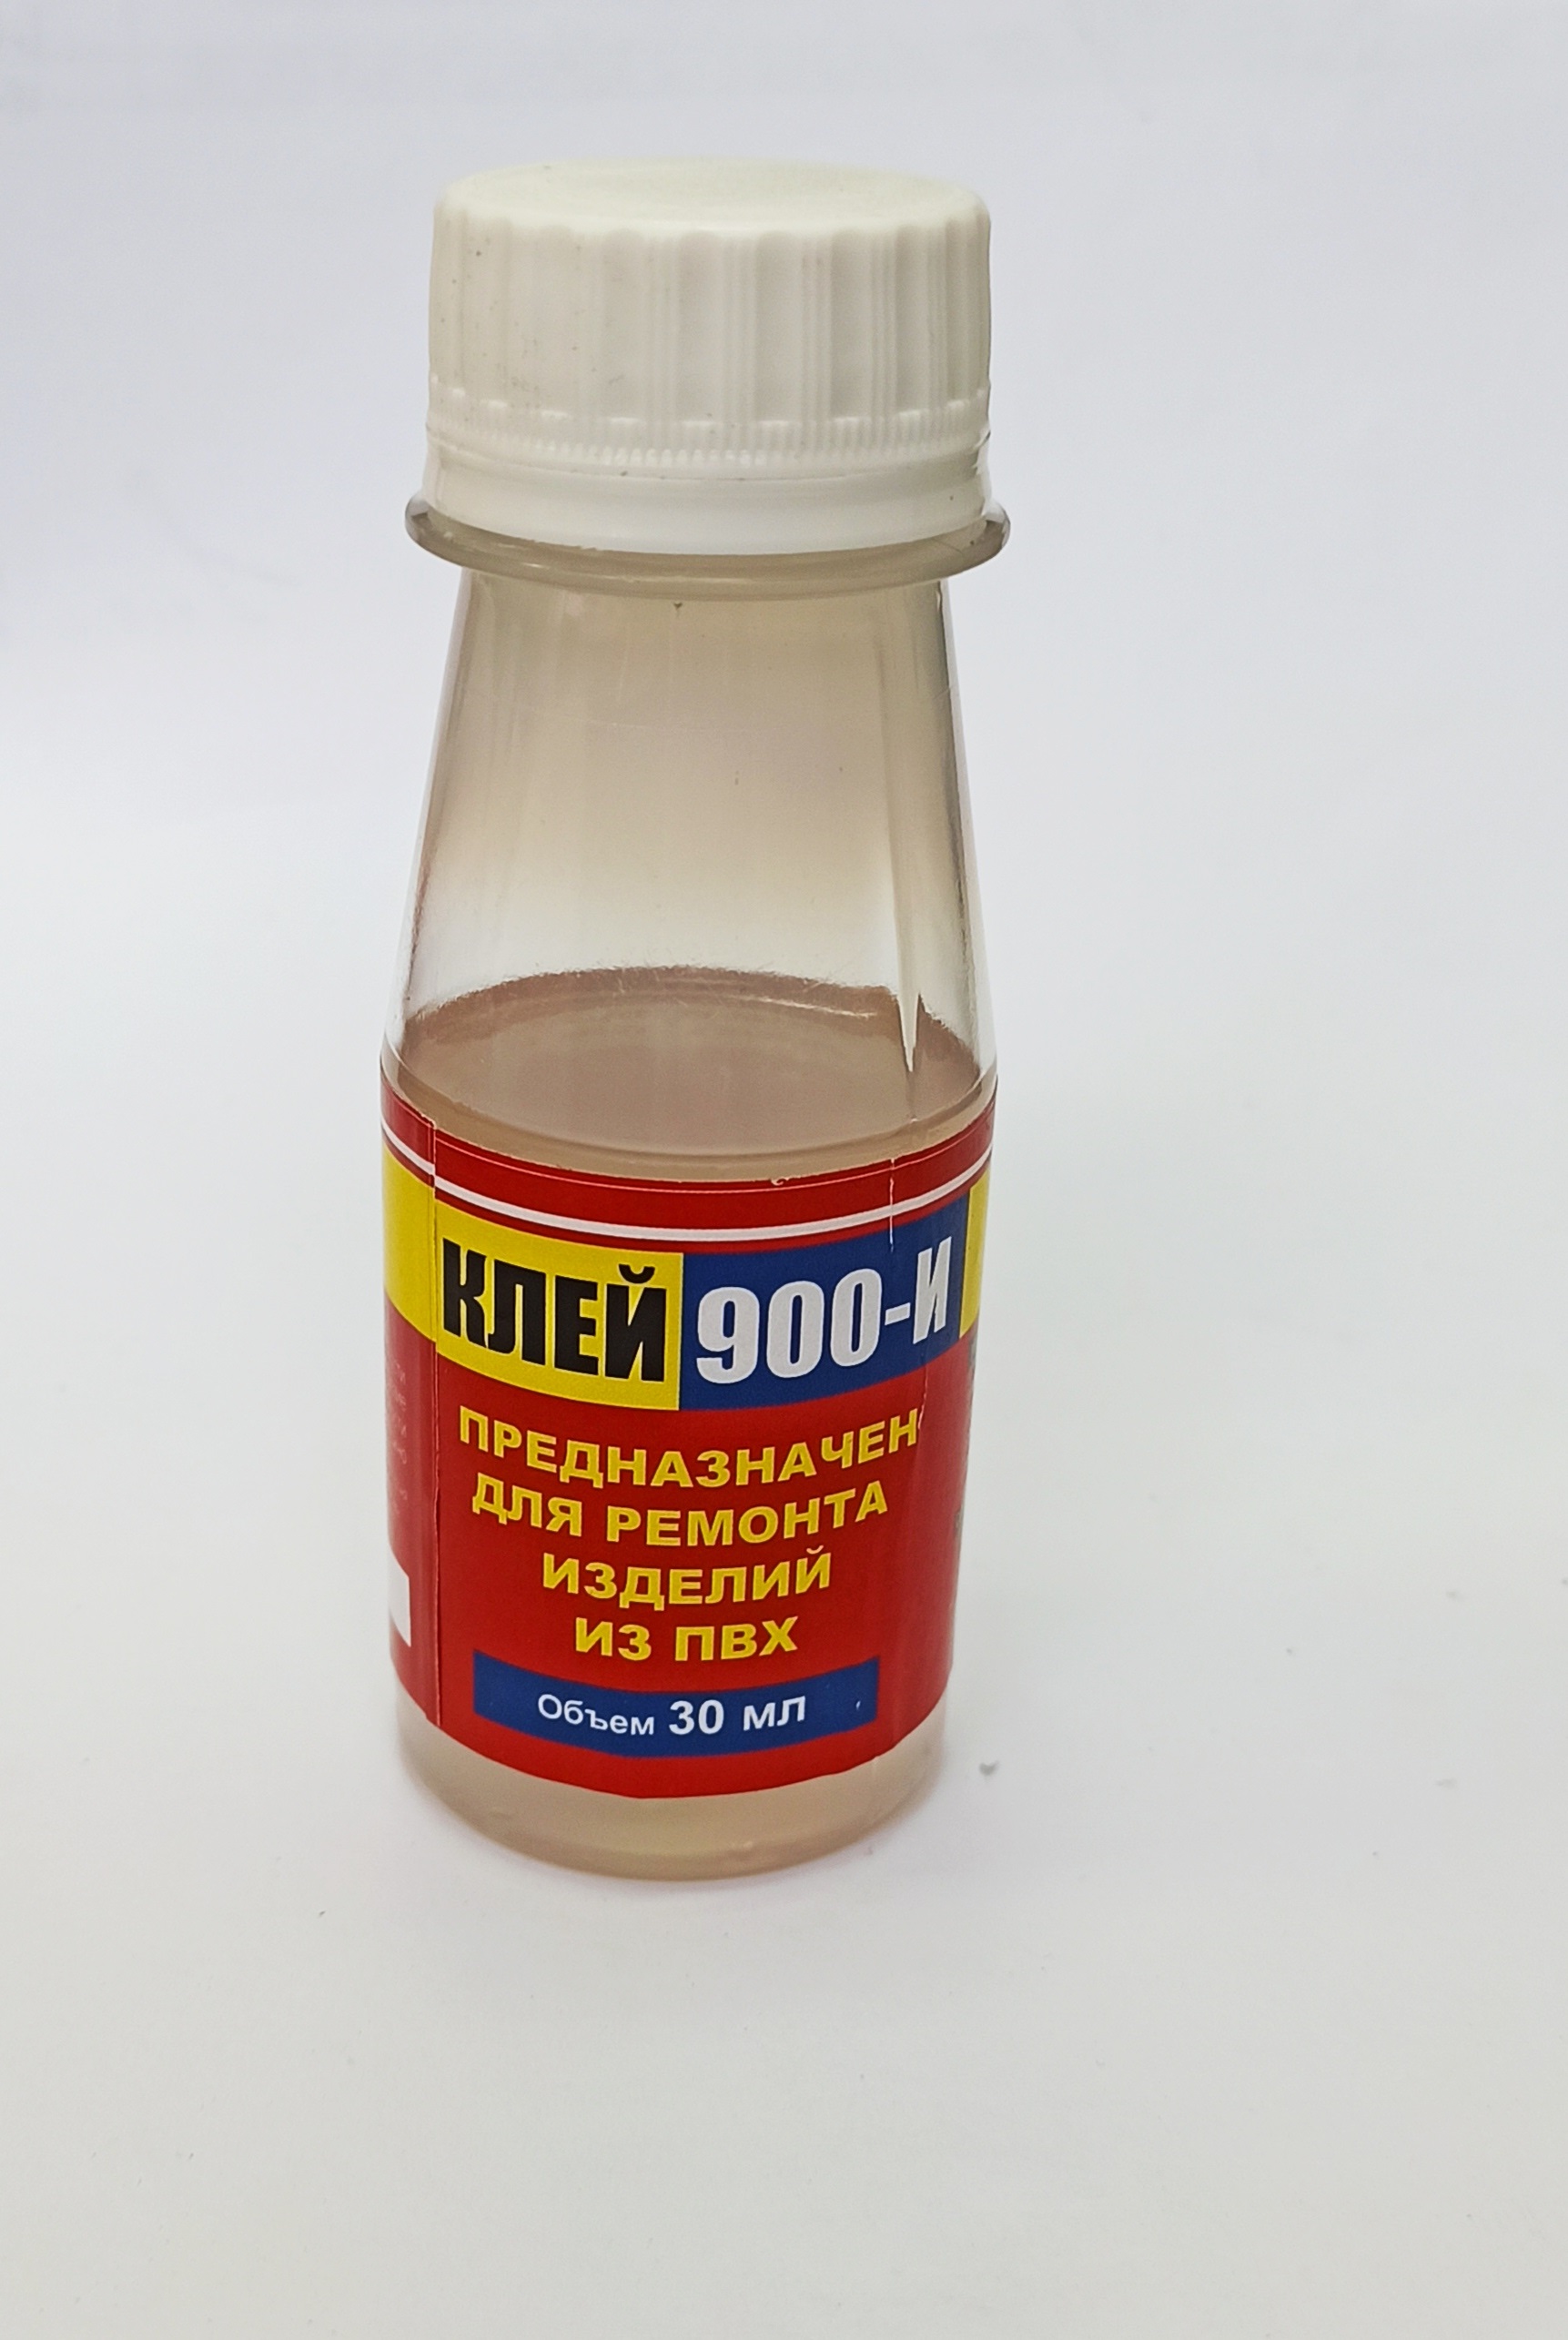 КЛЕЙ 900-И
ПРЕДНАЗНАЧЕН
ДЛЯ РЕМОНТА
ИЗДЕЛИЙ
ИЗ ПВХ
Объем 30 мл